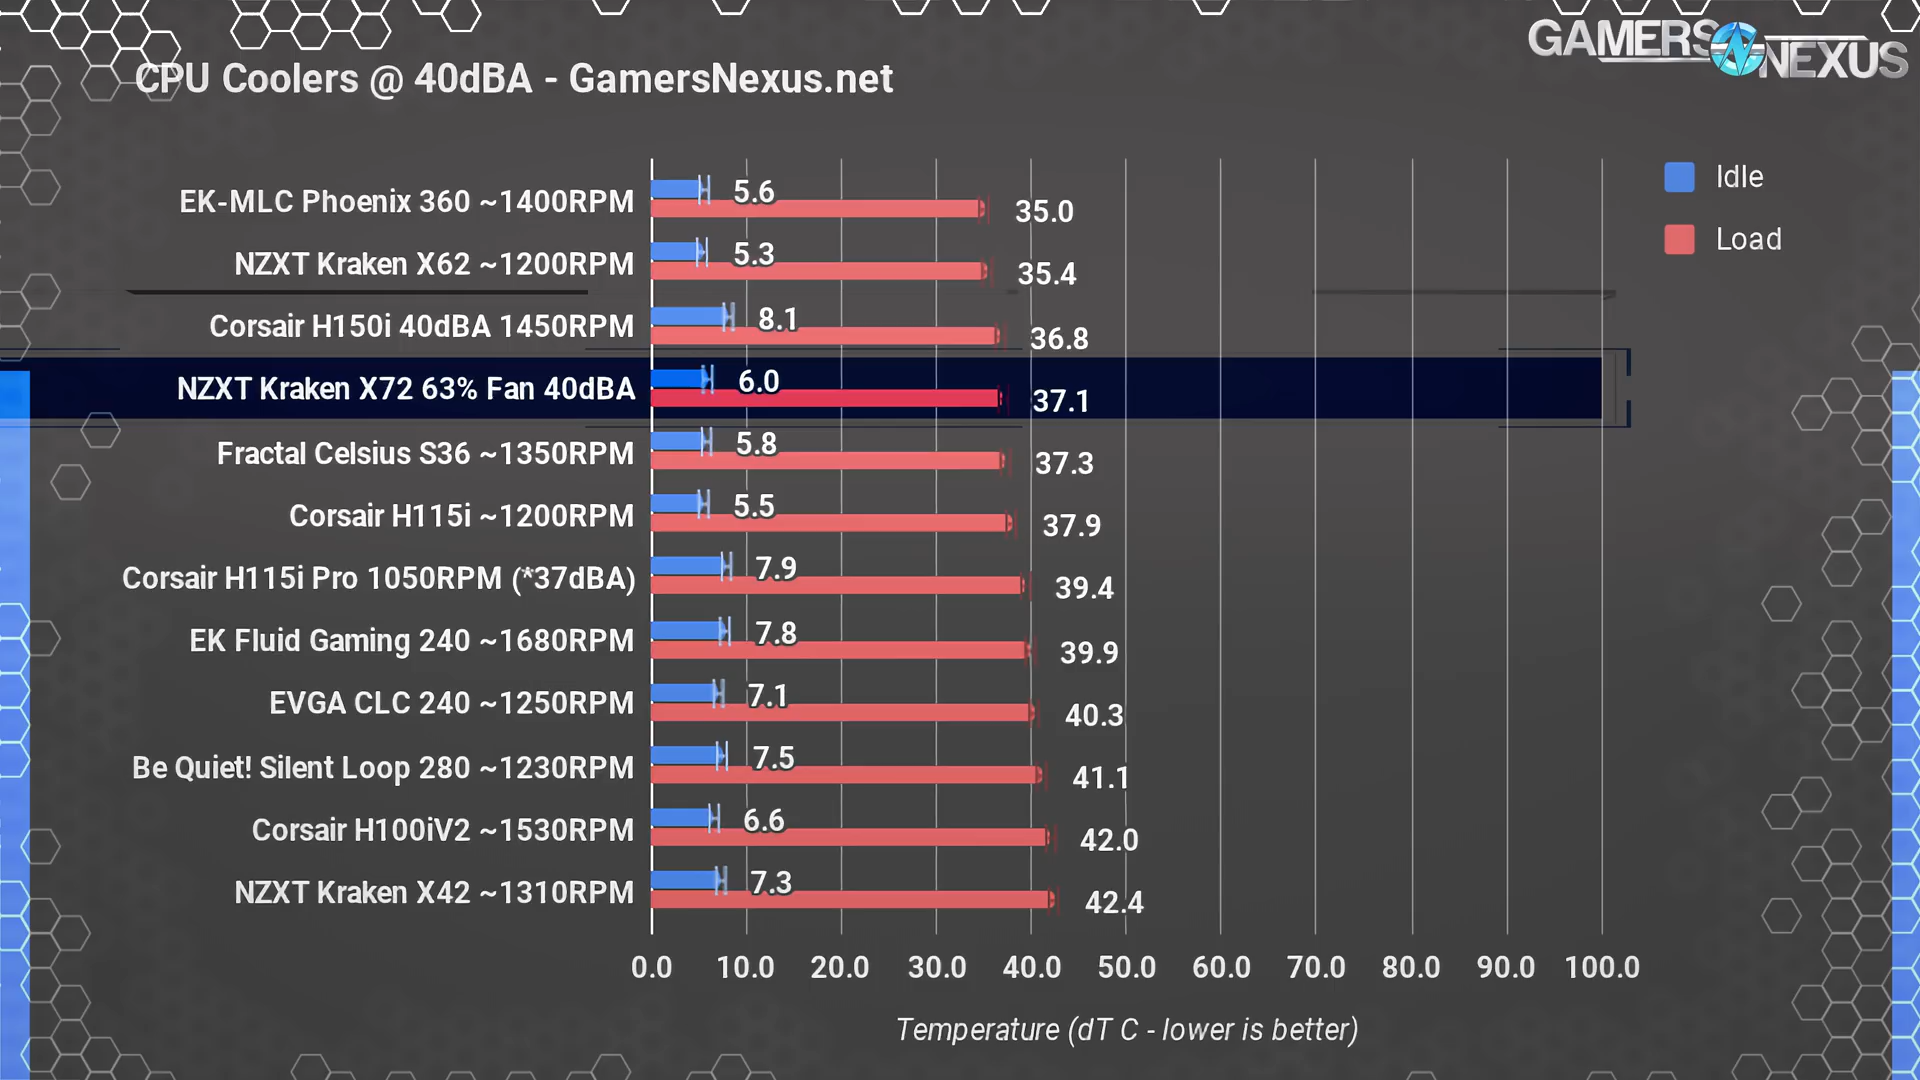 GAMERS NEXUS
CPU Coolers @ 40dBA - GamersNexus.net
Idle
Load
EK-MLC Phoenix 360 ~1400RPM 5.6 35.0
NZXT Kraken X62 ~1200RPM 5.3 35.4
Corsair H150i 40dBA 1450RPM 8.1 36.8
NZXT Kraken X72 63% Fan 40dBA 6.0 37.1
Fractal Celsius S36 ~1350RPM 5.8 37.3
Corsair H115i ~1200RPM 5.5 37.9
Corsair H115i Pro 1050RPM (*37dBA) 7.9 39.4
EK Fluid Gaming 240 ~1680RPM 7.8 39.9
EVGA CLC 240 ~1250RPM 7.1 40.3
Be Quiet! Silent Loop 280 ~1230RPM 7.5 41.1
Corsair H100iV2 ~1530RPM 6.6 42.0
NZXT Kraken X42 ~1310RPM 7.3 42.4
0.0 10.0 20.0 30.0 40.0 50.0 60.0 70.0 80.0 90.0 100.0
Temperature (dT C - lower is better)